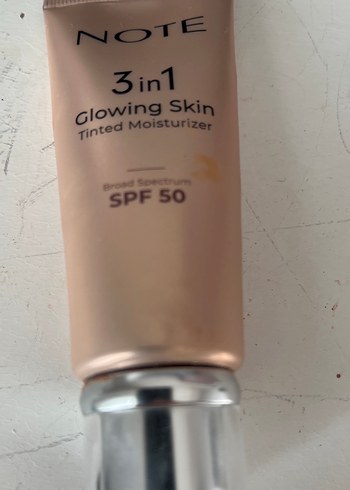 NOTE
3in1
Glowing Skin
Tinted Moisturizer
Broad Spectrum
SPF 50